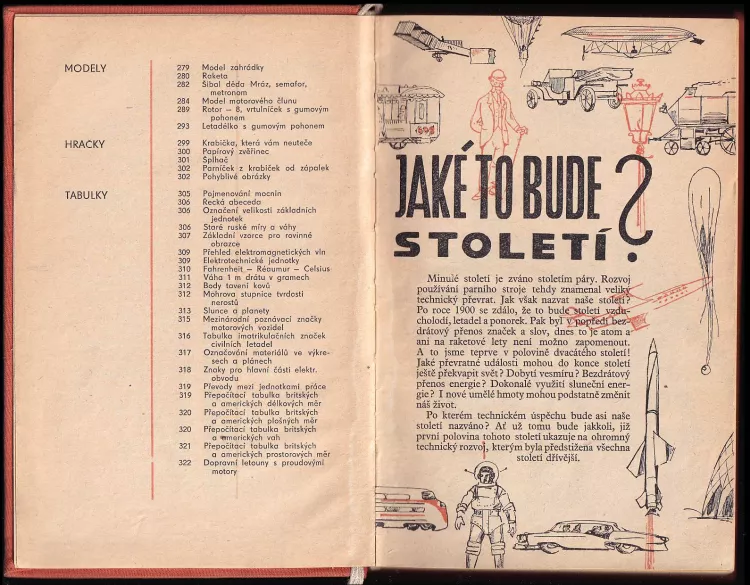 MODELY
279 Model zahrádky
280 Raketa
282 Šibal děda Mráz, semafor,
metronom
284 Model motorového člunu
289 Rotor — 8, vrtulníček s gumovým
pohonem
293 Letadélko s gumovým pohonem
HRACKY
299 Krabička, která vám neuteče
300 Papírový zvěřinec
301 Šplhač
302 Parníček z krabiček od zápalek
302 Pohyblivé obrázky
TABULKY
305 Pojmenování mocnin
306 Řecká abeceda
306 Označení velikosti základních
jednotek
306 Staré ruské míry a váhy
307 Základní vzorce pro rovinné
obrazce
309 Přehled elektromagnetických vln
309 Elektrotechnické jednotky
310 Fahrenheit — Réaumur — Celsius
311 Váha 1 m drátu v gramech
312 Body tavení kovů
312 Mohrova stupnice tvrdosti
nerostů
313 Slunce a planety
315 Mezinárodní poznávací značky
motorových vozidel
316 Tabulka imatrikulačních značek
civilních letadel
317 Označování materiálů ve výkre-
sech a plánech
318 Znaky pro hlavní části elektr.
obvodu
319 Převody mezi jednotkami práce
319 Přepočítací tabulka britských
a amerických délkových měr
320 Přepočítací tabulka britských
a amerických plošných měr
320 Přepočítací tabulka britských
a amerických vah
321 Přepočítací tabulka britských
a amerických prostorových měr
322 Dopravní letouny s proudovými
motory
JAKÉ TO BUDE
STOLETÍ?
Minulé století je zváno stoletím páry. Rozvoj
používání parního stroje tehdy znamenal veliký
technický převrat. Jak však nazvat naše století?
Po roce 1900 se zdálo, že to bude století vzdu-
cholodí, letadel a ponorek. Pak byl v popředí bez-
drátový přenos značek a slov, dnes to je atom a
ani na raketové lety není možno zapomenout.
A to jsme teprve v polovině dvacátého století!
Jaké převratné události mohou do konce století
ještě překvapit svět? Dobytí vesmíru? Bezdrátový
přenos energie? Dokonalé využití sluneční ener-
gie? I nové umělé hmoty mohou podstatně změnit
náš život.
Po kterém technickém úspěchu bude asi naše
století nazváno? Ať už tomu bude jakkoli, již
první polovina tohoto století ukazuje na ohromný
technický rozvoj, kterým byla předstižena všechna
století dřívější.